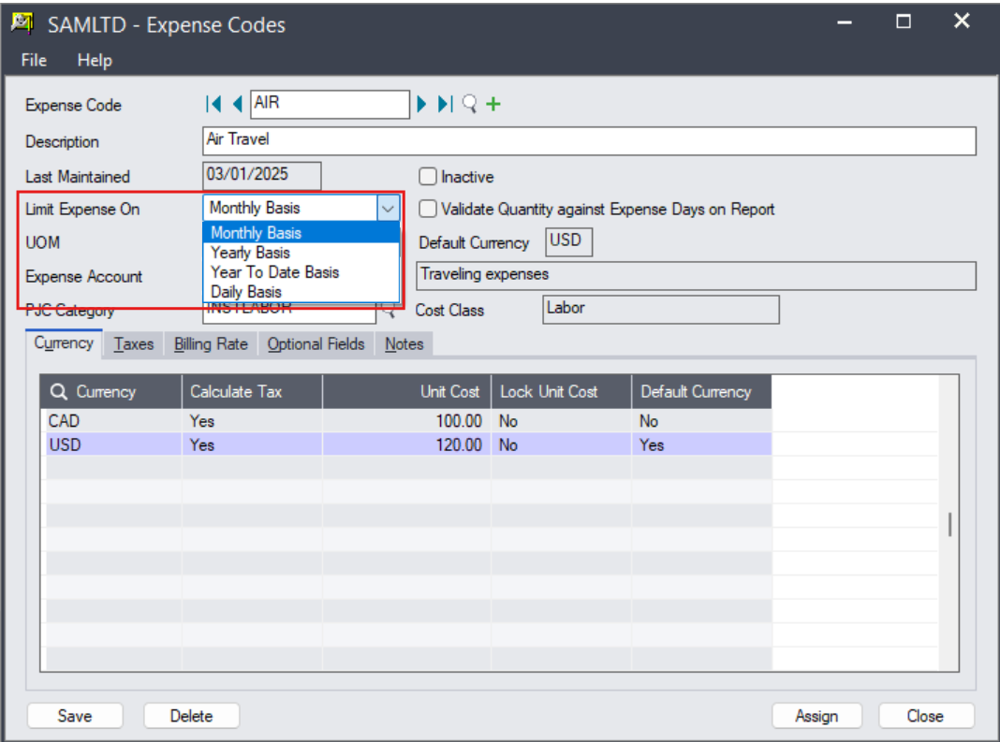 SAMLTD - Expense Codes
File Help
Expense Code AIR
Description Air Travel
Last Maintained 03/01/2025 Inactive
Limit Expense On Monthly Basis Validate Quantity against Expense Days on Report
Monthly Basis
UOM Default Currency USD
Yearly Basis
Year To Date Basis
Expense Account Traveling expenses
Daily Basis
PJC Category INSTLABOR Cost Class Labor
Currency Taxes Billing Rate Optional Fields Notes
Currency Calculate Tax Unit Cost Lock Unit Cost Default Currency
CAD Yes 100.00 No No
USD Yes 120.00 No Yes
Save Delete Assign Close